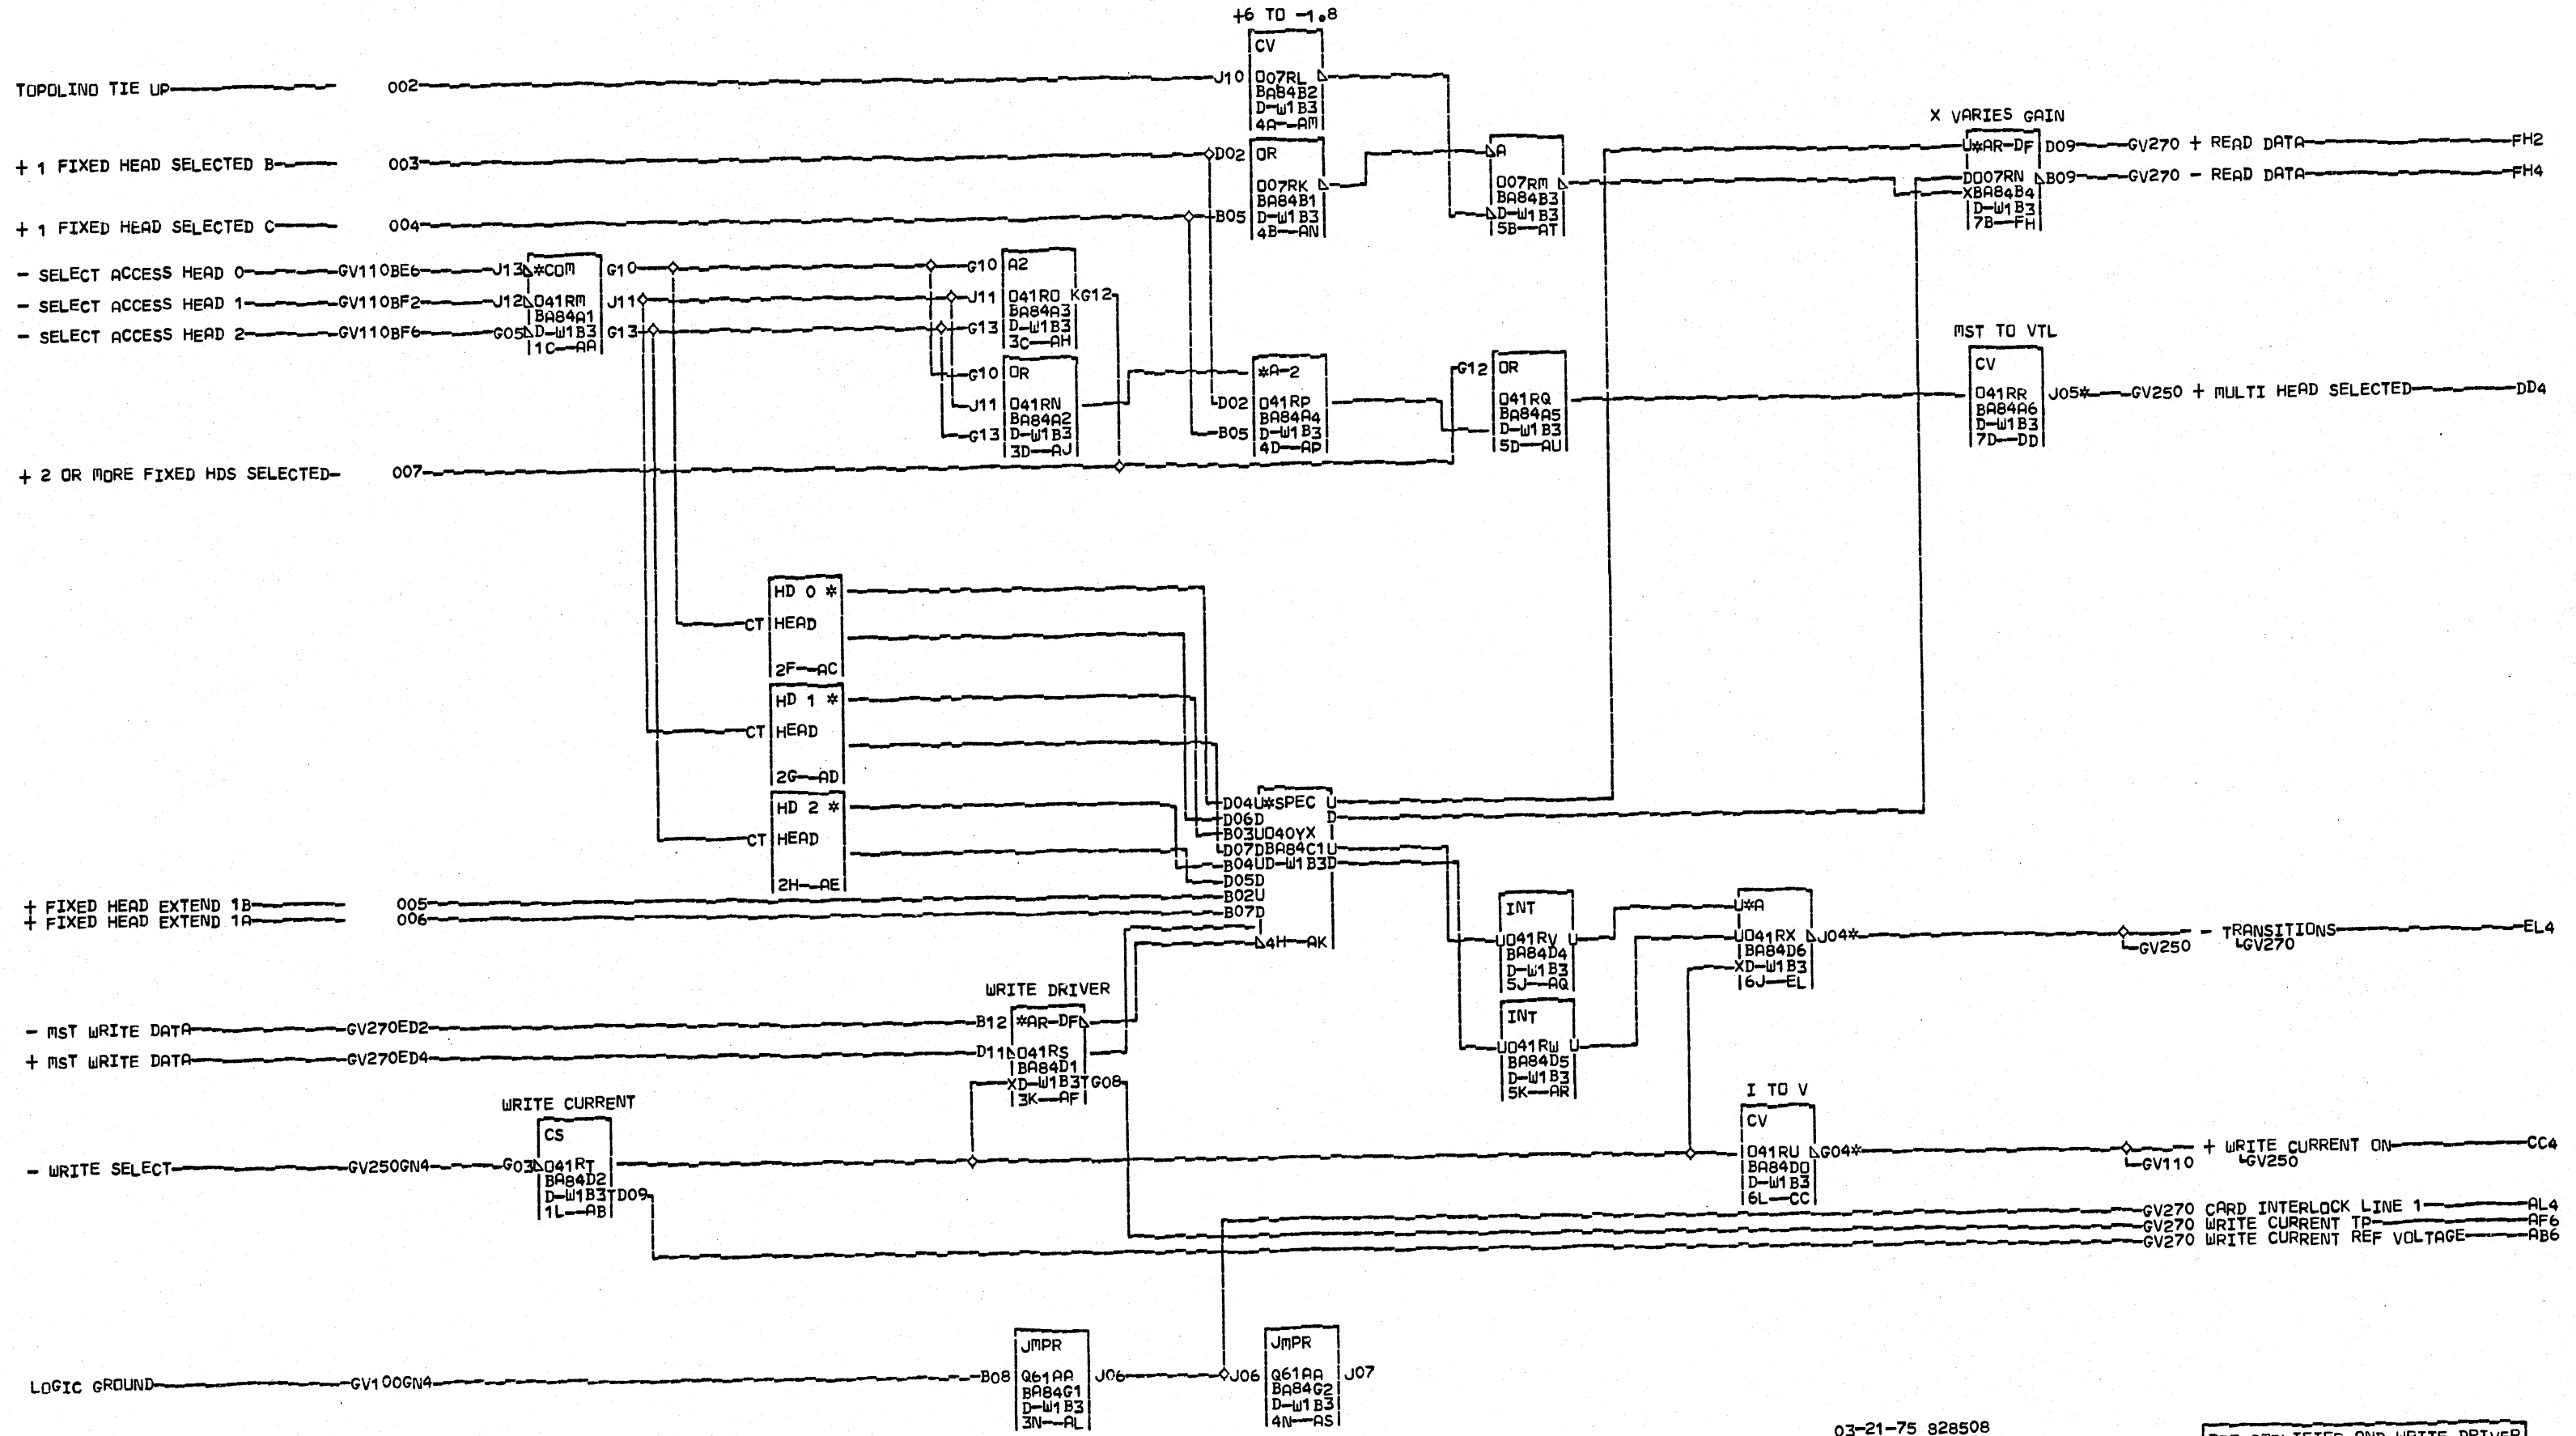 +6 TO -1.8
CV
TOPOLINO TIE UP 002 J10 007RL
BA84B2
D-W1B3
4A-AM
X VARIES GAIN
+ 1 FIXED HEAD SELECTED B 003 D02 OR
007RK
BA84B1
D-W1B3
4B-AN
A
007RM
BA84B3
D-W1B3
5B-AT
U*AR-DF D09 GV270 + READ DATA FH2
D007RN B09 GV270 - READ DATA FH4
XBA84B4
D-W1B3
7B-FH
+ 1 FIXED HEAD SELECTED C 004 B05
- SELECT ACCESS HEAD 0 GV110BE6 J13 *COM G10
- SELECT ACCESS HEAD 1 GV110BF2 J12 041RM J11
BA84A1
- SELECT ACCESS HEAD 2 GV110BF6 G05 D-W1B3 G13
1C-AA
G10 A2
J11 041RO KG12
BA84A3
G13 D-W1B3
3C-AH
G10 OR
J11 041RN
BA84A2
G13 D-W1B3
3D-AJ
*A-2
D02 041RP
BA84A4
B05 D-W1B3
4D-AP
G12 OR
041RQ
BA84A5
D-W1B3
5D-AU
MST TO VTL
CV
041RR J05* GV250 + MULTI HEAD SELECTED DD4
BA84A6
D-W1B3
7D-DD
+ 2 OR MORE FIXED HDS SELECTED 007
HD 0 *
CT HEAD
2F-AC
HD 1 *
CT HEAD
2G-AD
HD 2 *
CT HEAD
2H-AE
D04U*SPEC U
D06D D
B03U040YX
D07DBA84C1U
B04UD-W1B3D
D05D
B02U
B07D
4H-AK
+ FIXED HEAD EXTEND 1B 005
+ FIXED HEAD EXTEND 1A 006
INT
U041RV U
BA84D4
D-W1B3
5J-AQ
INT
U041RW U
BA84D5
D-W1B3
5K-AR
U*A
U041RX J04* - TRANSITIONS EL4
GV250 GV270
BA84D6
XD-W1B3
6J-EL
WRITE DRIVER
- MST WRITE DATA GV270ED2 B12 *AR-DF
+ MST WRITE DATA GV270ED4 D11 041RS
BA84D1
XD-W1B3TG08
3K-AF
WRITE CURRENT
CS
- WRITE SELECT GV250GN4 G03 041RT
BA84D2
D-W1B3TD09
1L-AB
I TO V
CV
041RU G04* + WRITE CURRENT ON CC4
GV110 GV250
BA84D0
D-W1B3
6L-CC
GV270 CARD INTERLOCK LINE 1 AL4
GV270 WRITE CURRENT TP AF6
GV270 WRITE CURRENT REF VOLTAGE AB6
JMPR
LOGIC GROUND GV100GN4 B08 Q61AA J06
BA84G1
D-W1B3
3N-AL
JMPR
J06 Q61AA J07
BA84G2
D-W1B3
4N-AS
03-21-75 828508
AND WRITE DRIVER